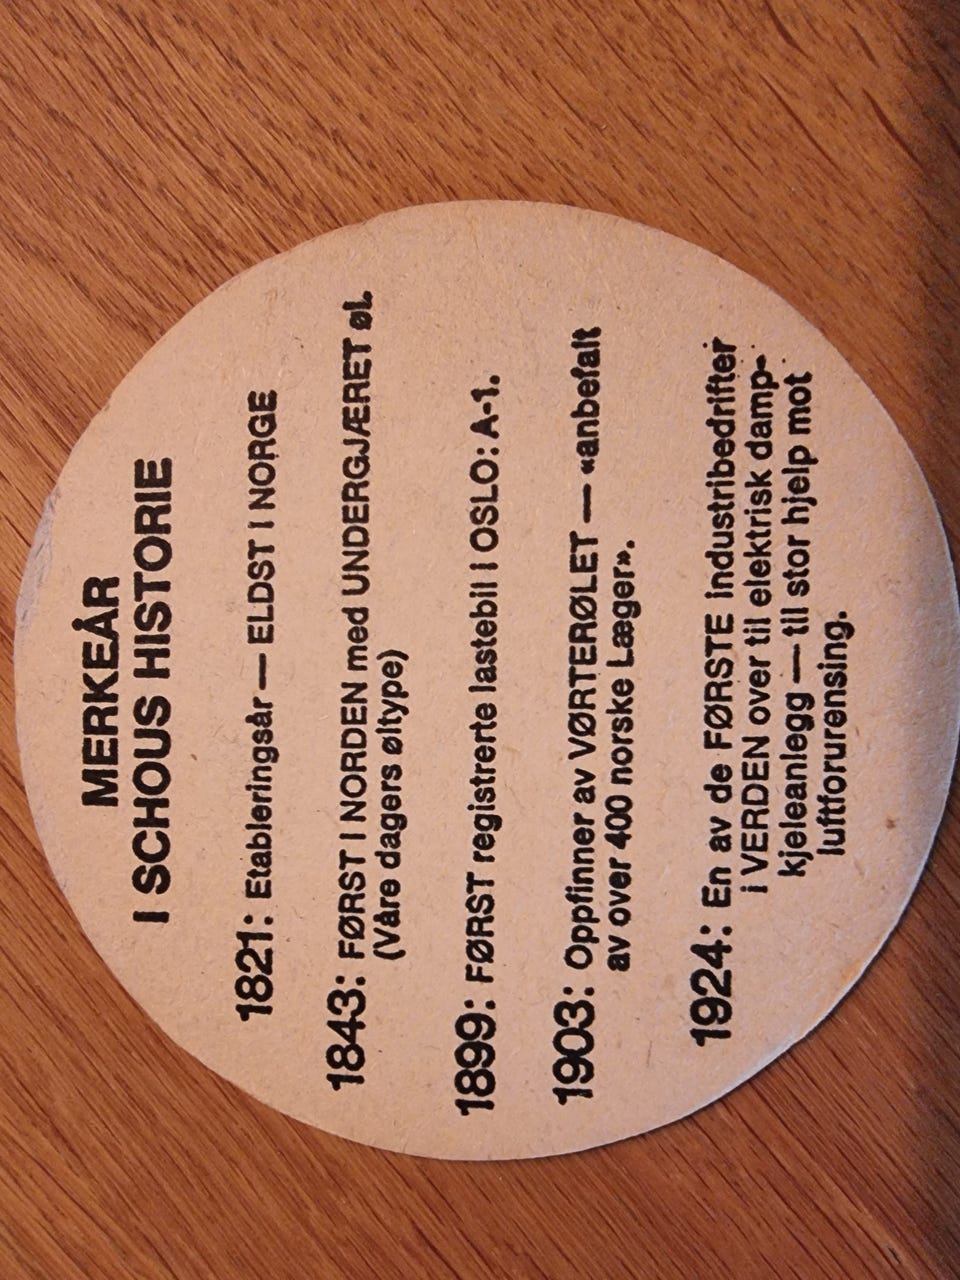 MERKEÅR
I SCHOUS HISTORIE
1821: Etableringsår — ELDST I NORGE
1843: FØRST I NORDEN med UNDERGJÆRET øl.
(Våre dagers øltype)
1899: FØRST registrerte lastebil i OSLO: A-1.
1903: Oppfinner av VØRTERØLET — «anbefalt
av over 400 norske Læger».
1924: En av de FØRSTE industribedrifter
i VERDEN over til elektrisk damp-
kjeleanlegg — til stor hjelp mot
luftforurensing.